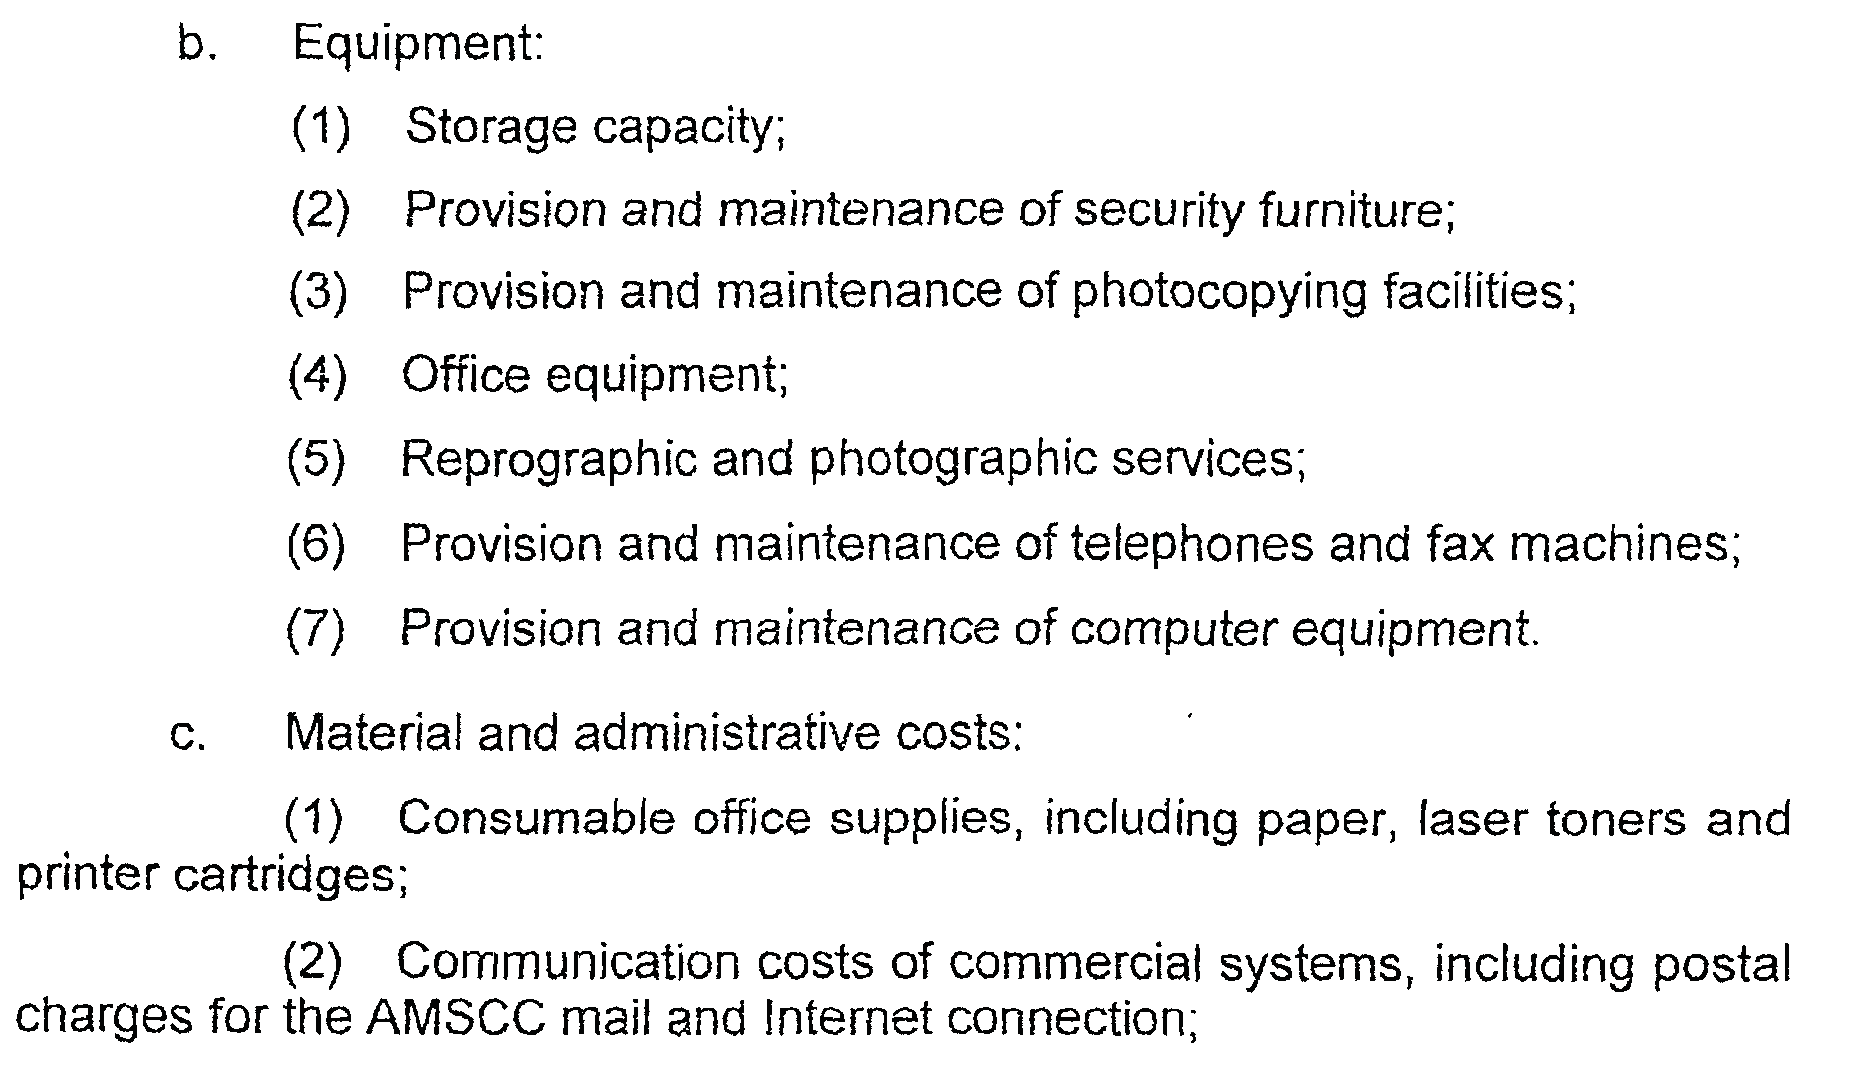 b. Equipment:
(1) Storage capacity;
(2) Provision and maintenance of security furniture;
(3) Provision and maintenance of photocopying facilities;
(4) Office equipment;
(5) Reprographic and photographic services;
(6) Provision and maintenance of telephones and fax machines;
(7) Provision and maintenance of computer equipment.
c. Material and administrative costs:
(1) Consumable office supplies, including paper, laser toners and
printer cartridges;
(2) Communication costs of commercial systems, including postal
charges for the AMSCC mail and Internet connection;